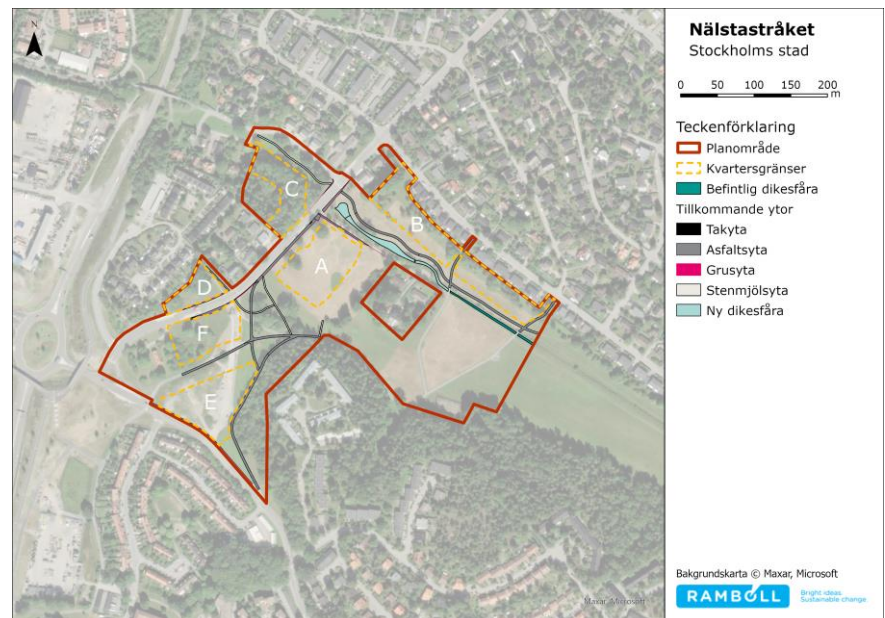 N
C
B
A
D
F
E
Maxar, Microsoft
Nälstastråket
Stockholms stad
0 50 100 150 200
m
Teckenförklaring
Planområde
Kvartersgränser
Befintlig dikesfåra
Tillkommande ytor
Takyta
Asfaltsyta
Grusyta
Stenmjölsyta
Ny dikesfåra
Bakgrundskarta © Maxar, Microsoft
RAMBOLL
Bright ideas.
Sustainable change.